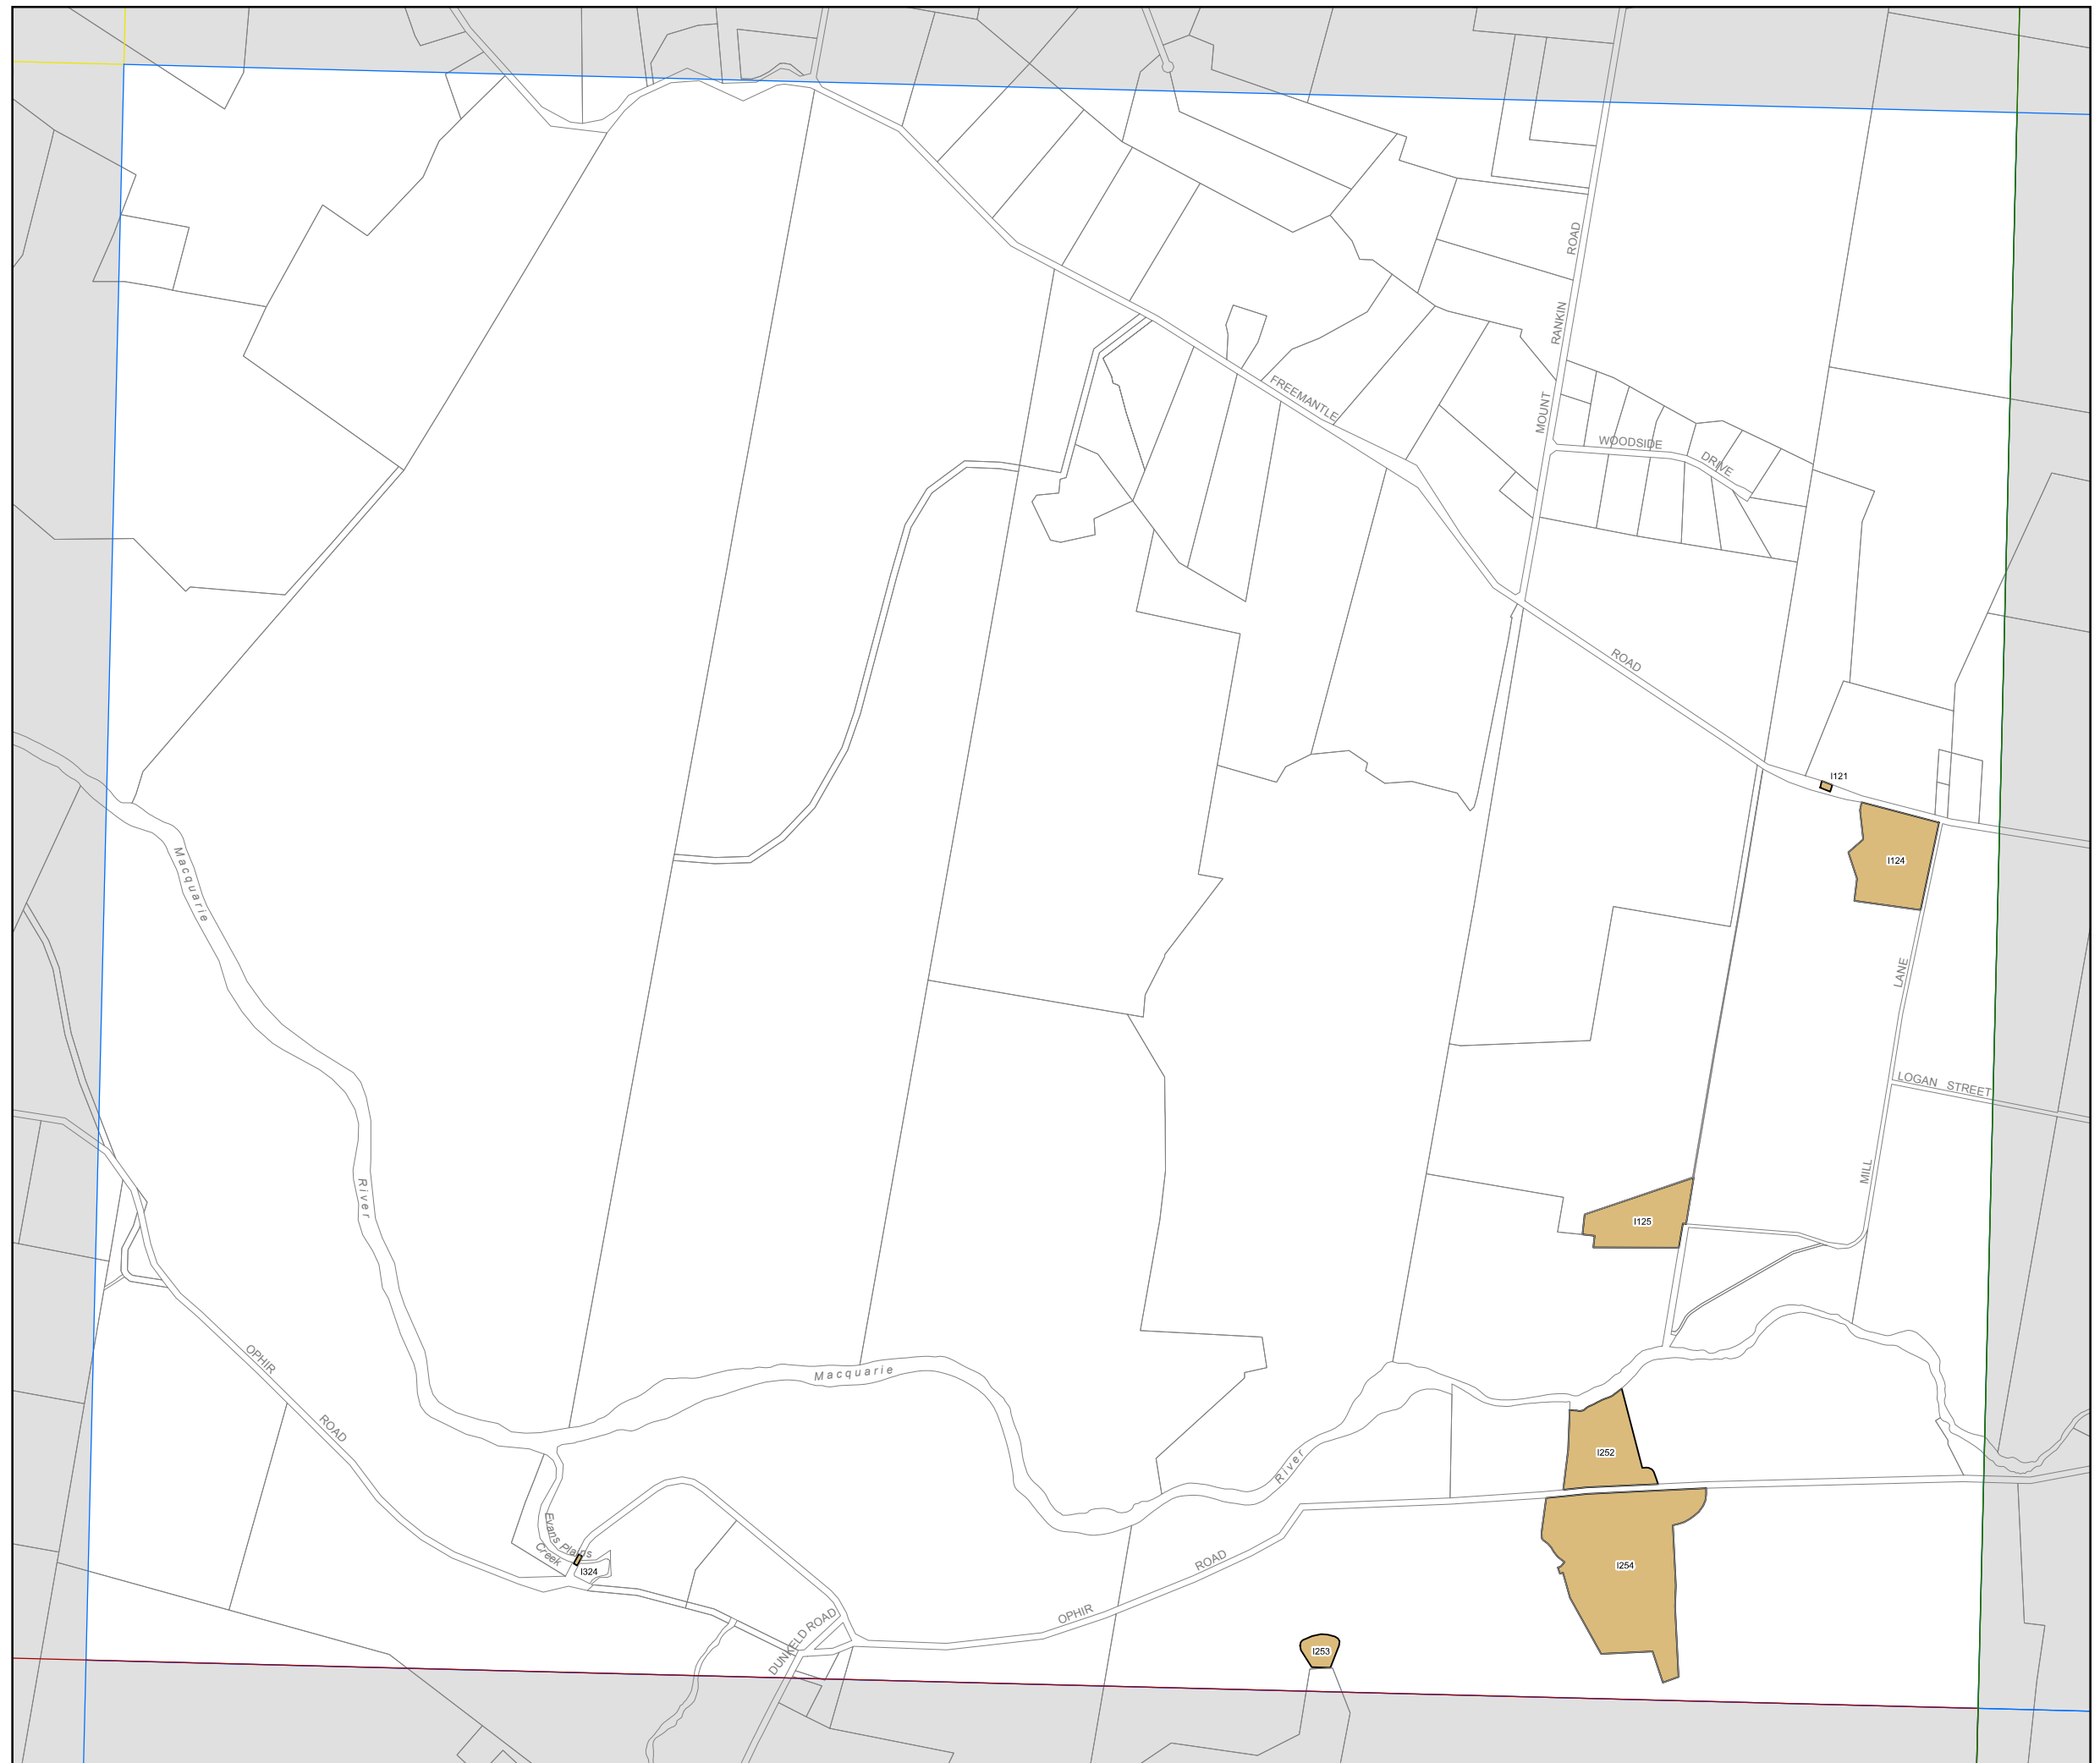 ROAD
RANKIN
MOUNT
FREEMANTLE
WOODSIDE
DRIVE
ROAD
I121
I124
Macquarie
LANE
LOGAN STREET
MILL
River
I125
OPHIR
Macquarie
ROAD
River
I252
Evans Plains
Creek
I324
ROAD
I254
OPHIR
DUNKELD ROAD
I253